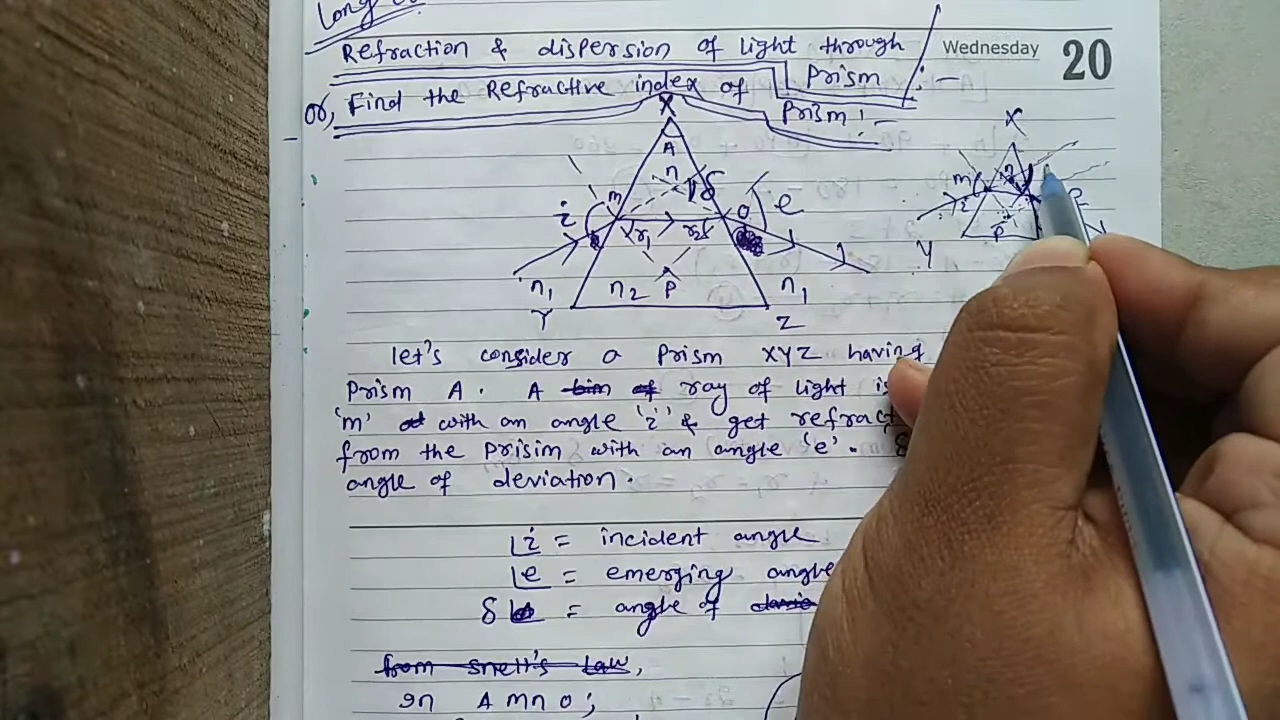 Long
Refraction & dispersion of light through
Prism :-
Wednesday 20
or, Find the Refractive index of
Prism :-
X
A
n
δ
m
i
O
e
r1
r2
n1
n2
P
n1
Y
Z
X
m
i
n
e
P
Y
let's consider a Prism XYZ having
Prism A. A ray of light is
'm' with an angle 'i' & get refract
from the prisim with an angle 'e'. δ
angle of deviation.
∠i = incident angle
∠e = emerging angle
δ = angle of
from snell's law,
In Δ m n o ;